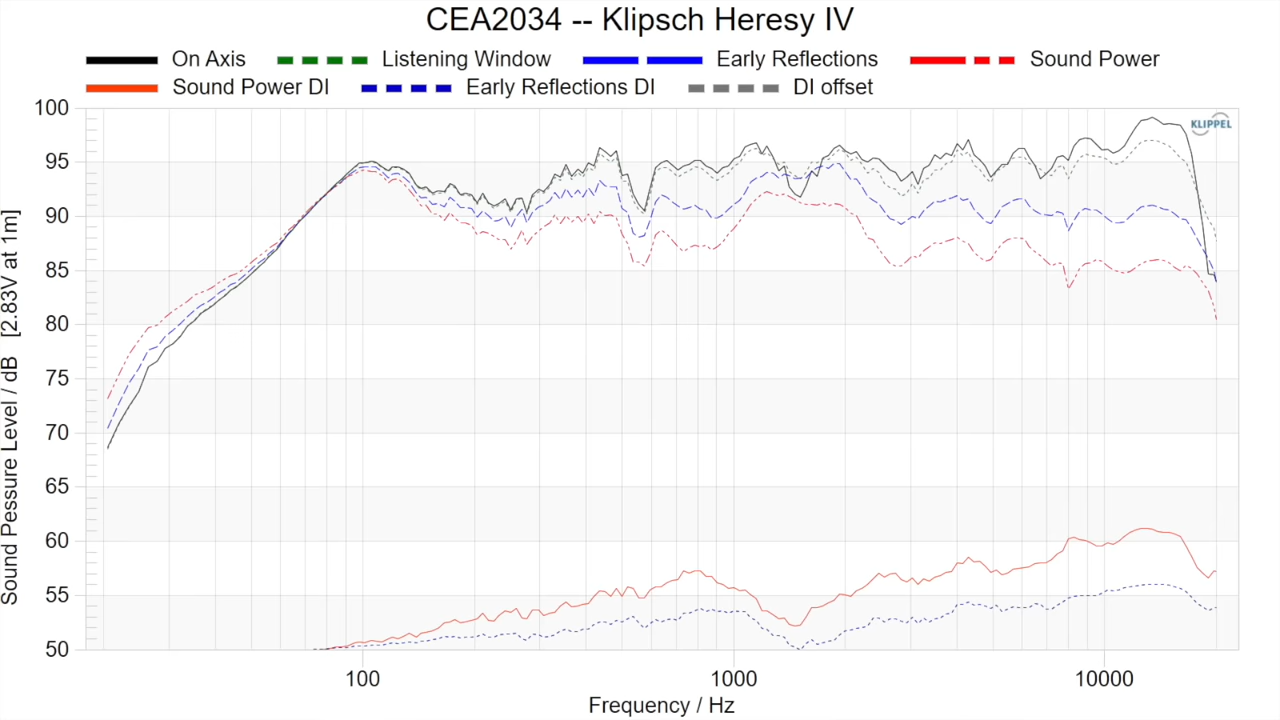 CEA2034 -- Klipsch Heresy IV
On Axis Listening Window Early Reflections Sound Power
Sound Power DI Early Reflections DI DI offset
KLIPPEL
Sound Pessure Level / dB [2.83V at 1m]
100
95
90
85
80
75
70
65
60
55
50
100 1000 10000
Frequency / Hz